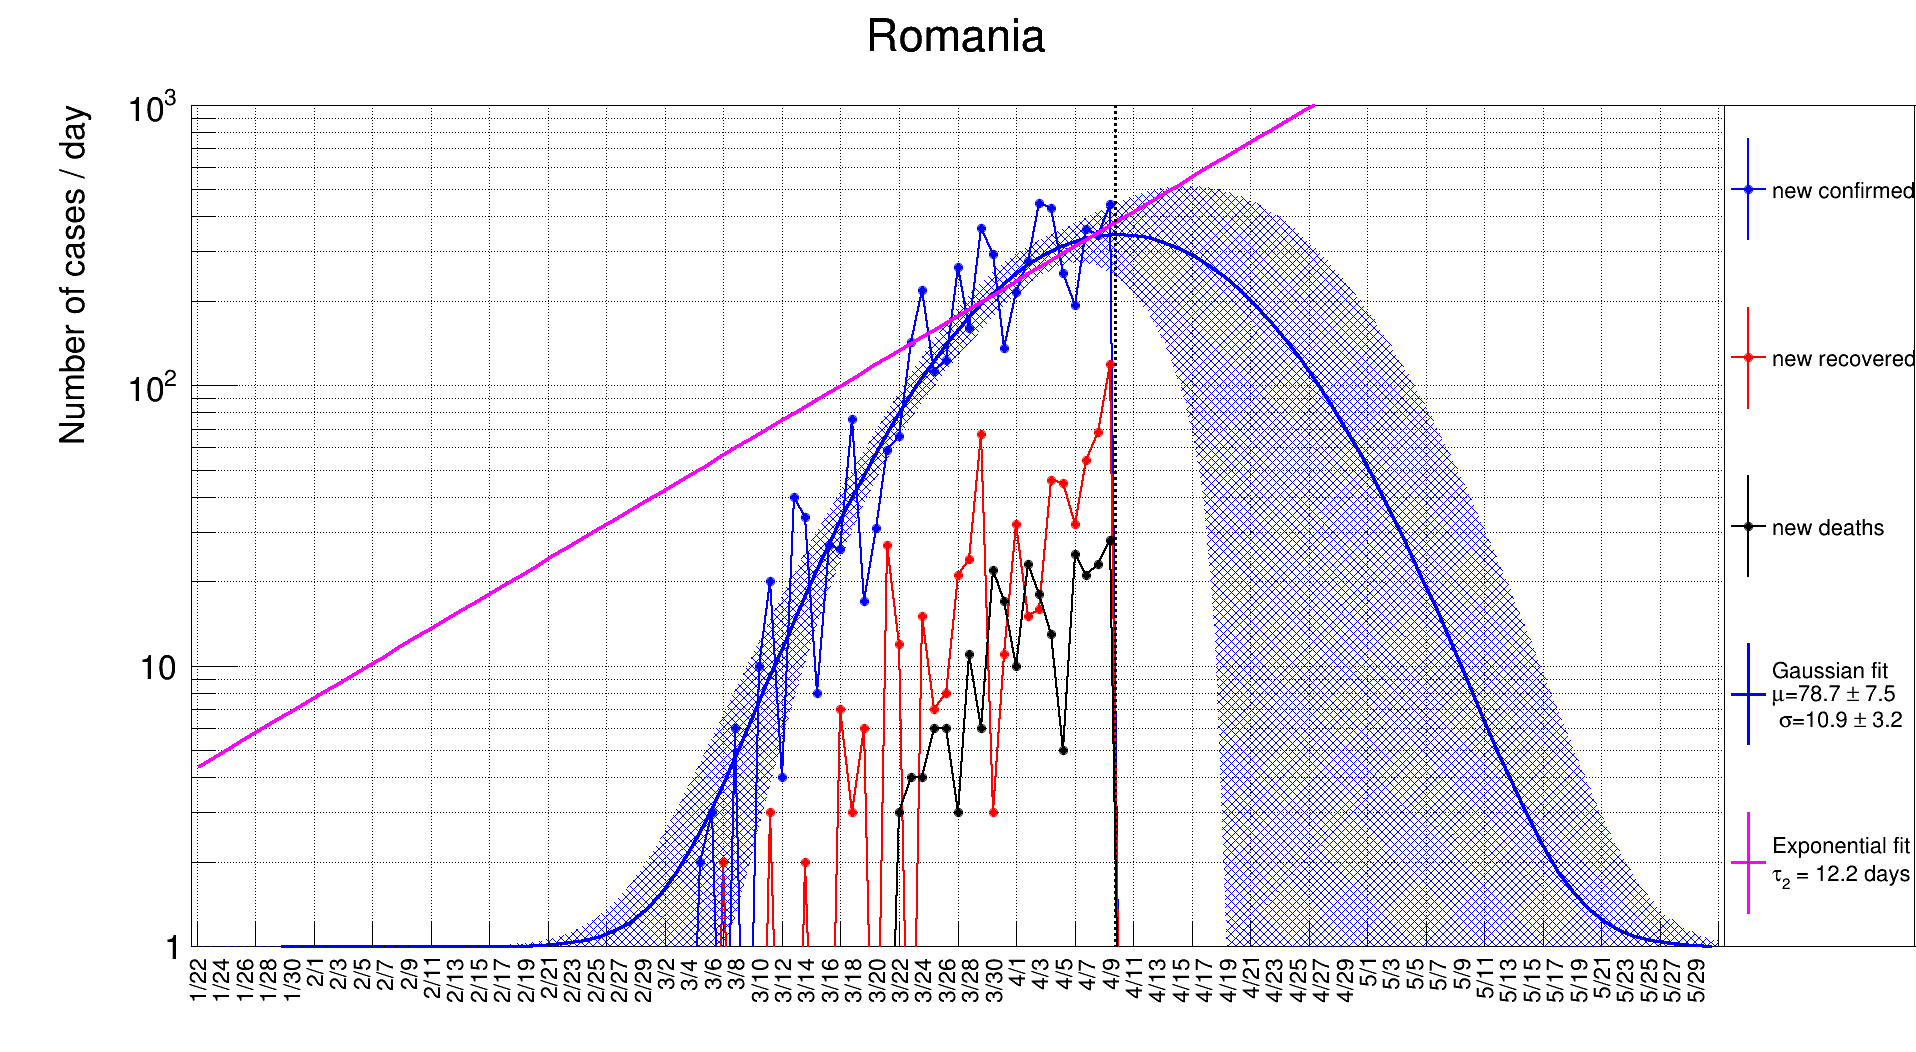 Romania
Number of cases / day
10³
10²
10
1
1/22 1/24 1/26 1/28 1/30 2/1 2/3 2/5 2/7 2/9 2/11 2/13 2/15 2/17 2/19 2/21 2/23 2/25 2/27 2/29 3/2 3/4 3/6 3/8 3/10 3/12 3/14 3/16 3/18 3/20 3/22 3/24 3/26 3/28 3/30 4/1 4/3 4/5 4/7 4/9 4/11 4/13 4/15 4/17 4/19 4/21 4/23 4/25 4/27 4/29 5/1 5/3 5/5 5/7 5/9 5/11 5/13 5/15 5/17 5/19 5/21 5/23 5/25 5/27 5/29
new confirmed
new recovered
new deaths
Gaussian fit
μ=78.7 ± 7.5
σ=10.9 ± 3.2
Exponential fit
τ₂ = 12.2 days